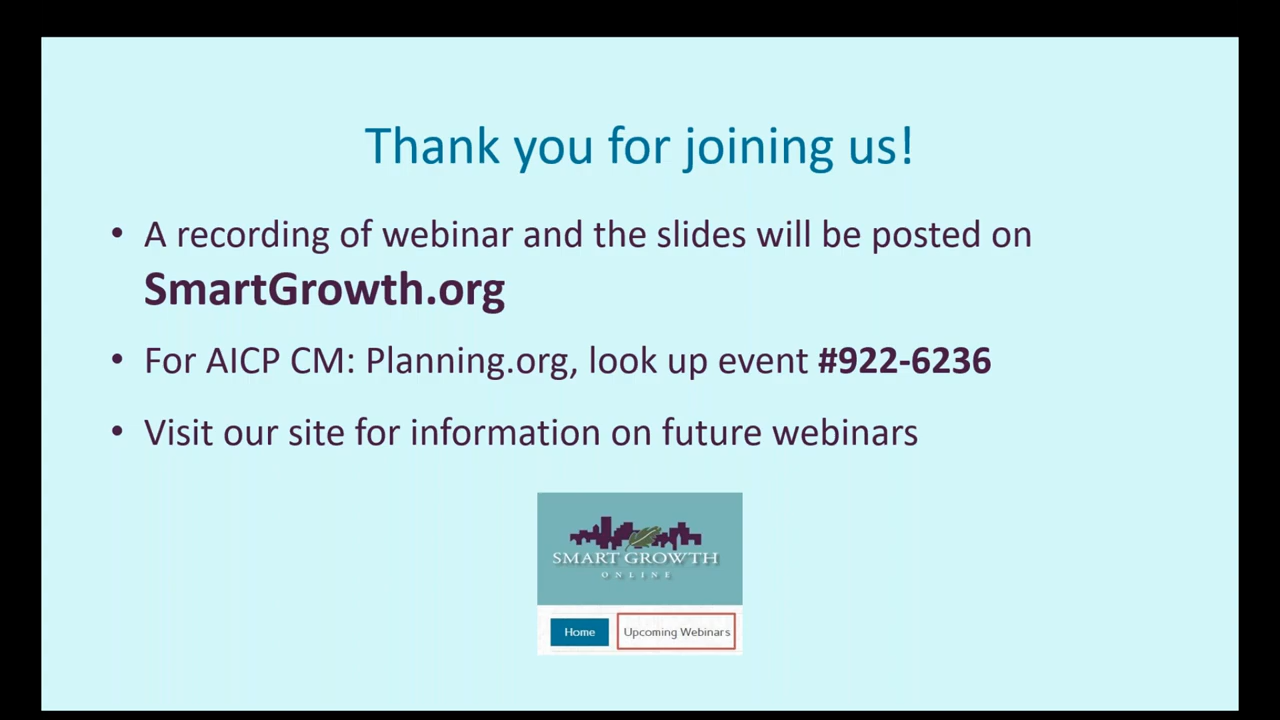 Thank you for joining us!
• A recording of webinar and the slides will be posted on
SmartGrowth.org
• For AICP CM: Planning.org, look up event #922-6236
• Visit our site for information on future webinars
SMART GROWTH
ONLINE
Home Upcoming Webinars